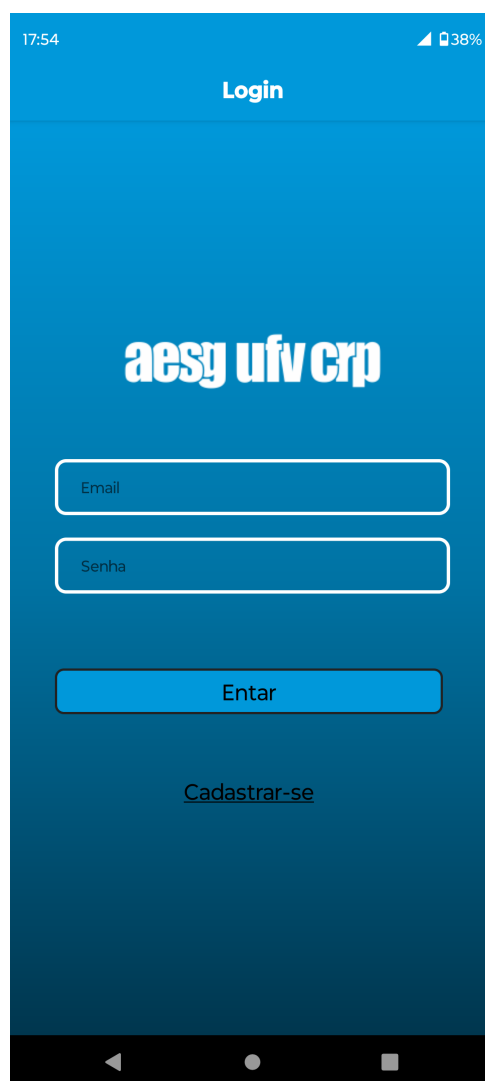 17:54 38%
Login
aesg ufv crp
Email
Senha
Entar
Cadastrar-se